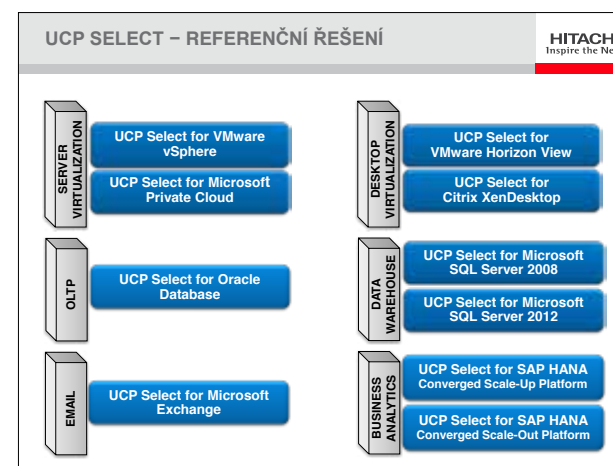 UCP SELECT – REFERENČNÍ ŘEŠENÍ
HITACH
Inspire the Ne
SERVER
VIRTUALIZATION
UCP Select for VMware
vSphere
UCP Select for Microsoft
Private Cloud
DESKTOP
VIRTUALIZATION
UCP Select for
VMware Horizon View
UCP Select for
Citrix XenDesktop
OLTP
UCP Select for Oracle
Database
DATA
WAREHOUSE
UCP Select for Microsoft
SQL Server 2008
UCP Select for Microsoft
SQL Server 2012
EMAIL
UCP Select for Microsoft
Exchange
BUSINESS
ANALYTICS
UCP Select for SAP HANA
Converged Scale-Up Platform
UCP Select for SAP HANA
Converged Scale-Out Platform